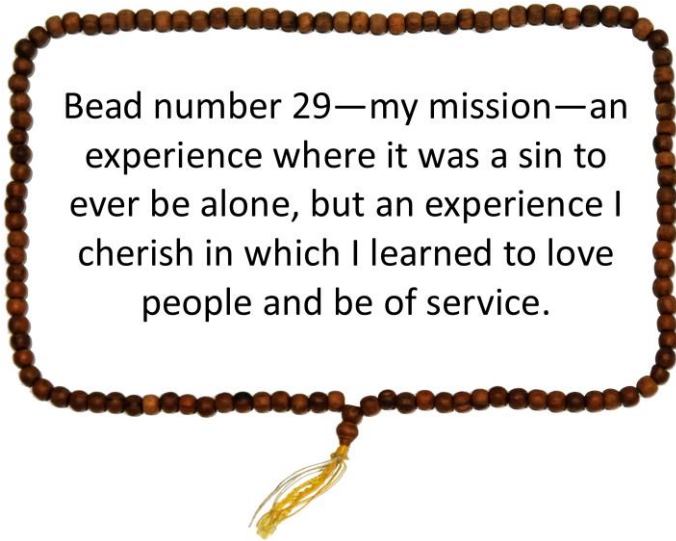 Bead number 29—my mission—an
experience where it was a sin to
ever be alone, but an experience I
cherish in which I learned to love
people and be of service.